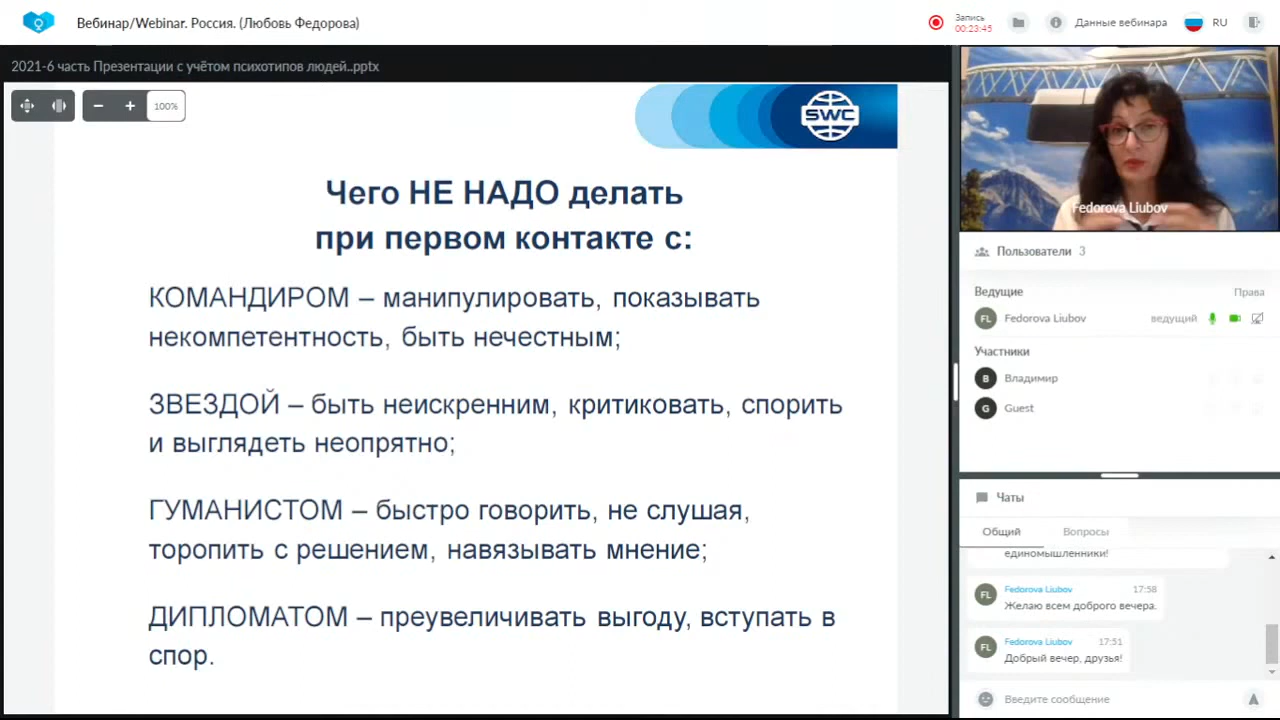 Вебинар/Webinar. Россия. (Любовь Федорова)
Запись
00:23:45
Данные вебинара
RU
2021-6 часть Презентации с учётом психотипов людей..pptx
100%
SWC
Чего НЕ НАДО делать
при первом контакте с:
КОМАНДИРОМ – манипулировать, показывать
некомпетентность, быть нечестным;
ЗВЕЗДОЙ – быть неискренним, критиковать, спорить
и выглядеть неопрятно;
ГУМАНИСТОМ – быстро говорить, не слушая,
торопить с решением, навязывать мнение;
ДИПЛОМАТОМ – преувеличивать выгоду, вступать в
спор.
Fedorova Liubov
Пользователи 3
Ведущие Права
FL Fedorova Liubov ведущий
Участники
В Владимир
G Guest
Чаты
Общий Вопросы
единомышленники!
FL Fedorova Liubov 17:58
Желаю всем доброго вечера.
FL Fedorova Liubov 17:51
Добрый вечер, друзья!
Введите сообщение